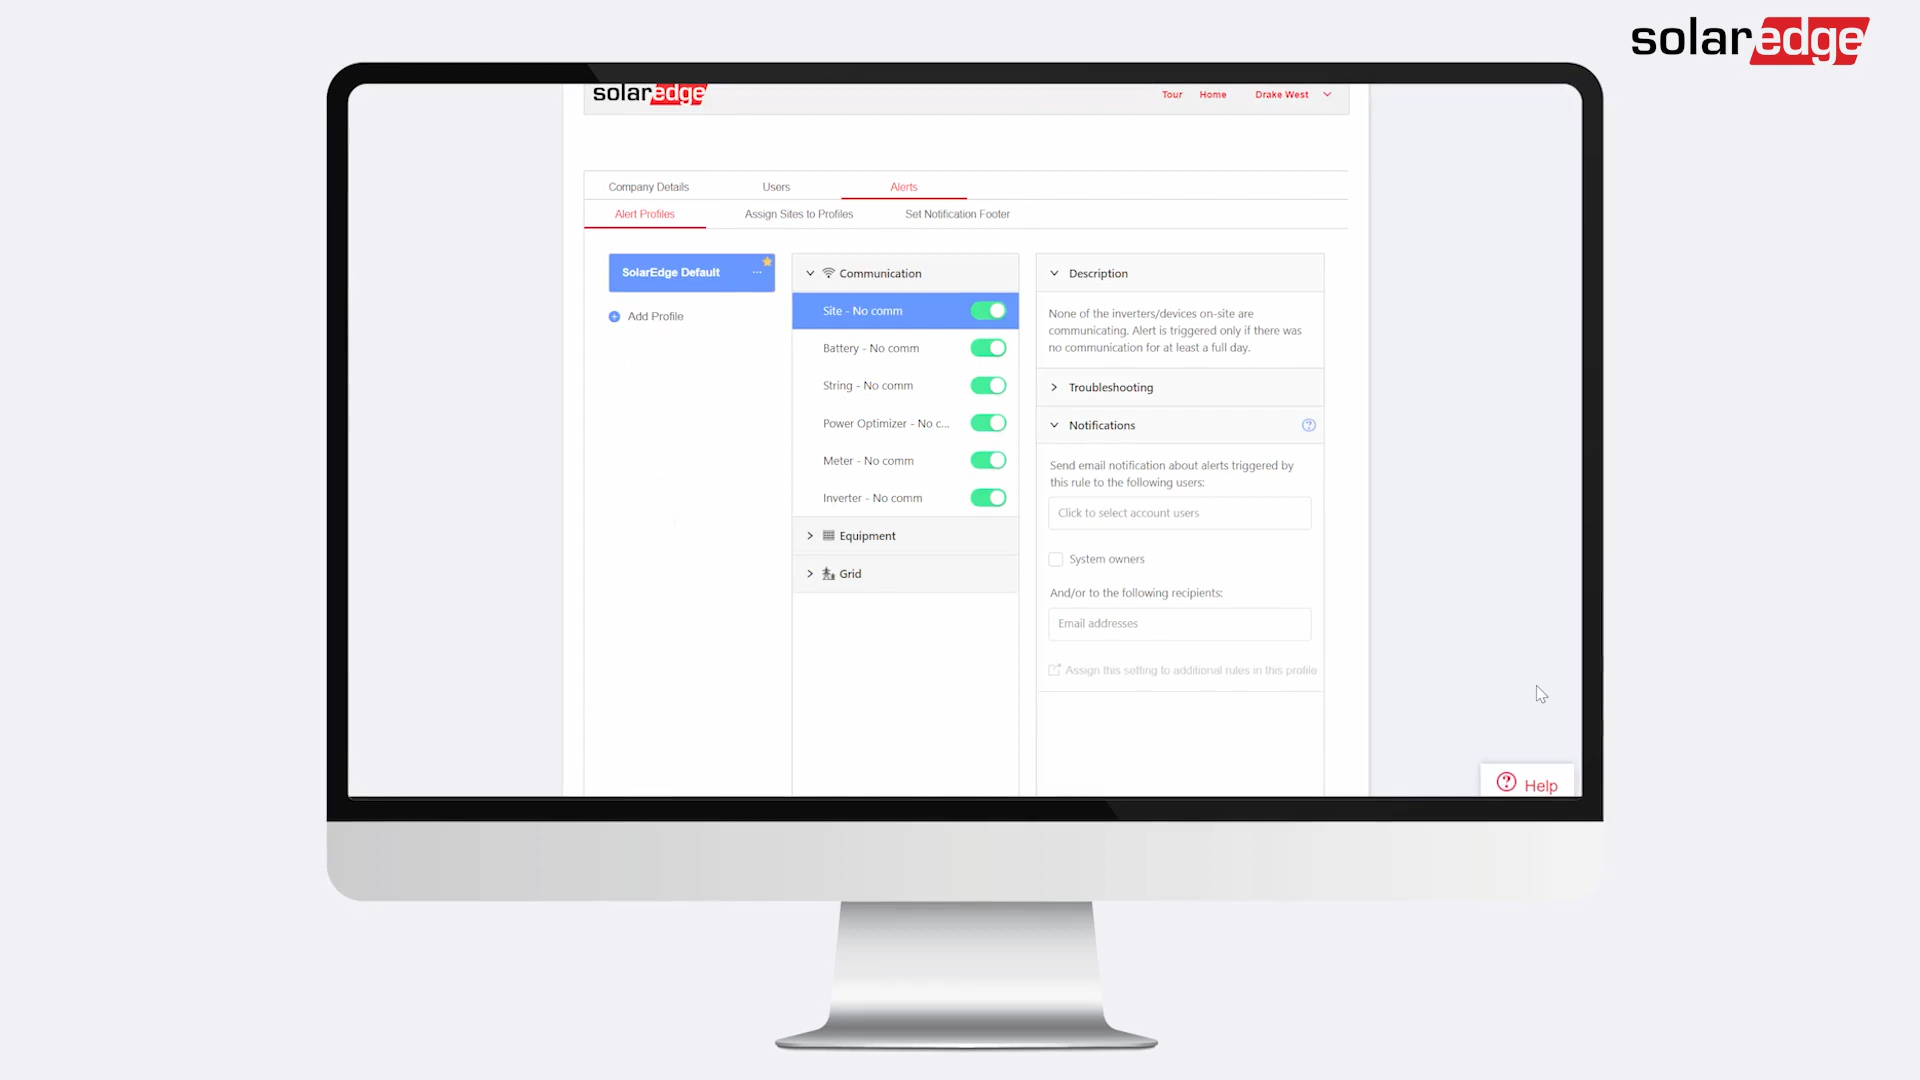 solaredge
solaredge
Tour Home Drake West
Company Details Users Alerts
Alert Profiles Assign Sites to Profiles Set Notification Footer
SolarEdge Default ...
Add Profile
Communication
Site - No comm
Battery - No comm
String - No comm
Power Optimizer - No c...
Meter - No comm
Inverter - No comm
Equipment
Grid
Description
None of the inverters/devices on-site are
communicating. Alert is triggered only if there was
no communication for at least a full day.
Troubleshooting
Notifications ?
Send email notification about alerts triggered by
this rule to the following users:
Click to select account users
System owners
And/or to the following recipients:
Email addresses
Assign this setting to additional rules in this profile
? Help